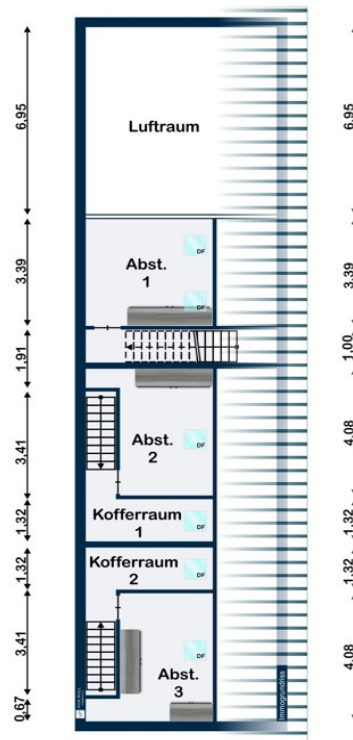 Luftraum
Abst.
1
DF
DF
Abst.
2
DF
Kofferraum
1
DF
Kofferraum
2
DF
DF
Abst.
3
DF
Immogrundriss
6.95
3.39
1.91
3.41
1.32
1.32
3.41
0.67
6.95
3.39
1.00
4.08
1.32
1.32
4.08